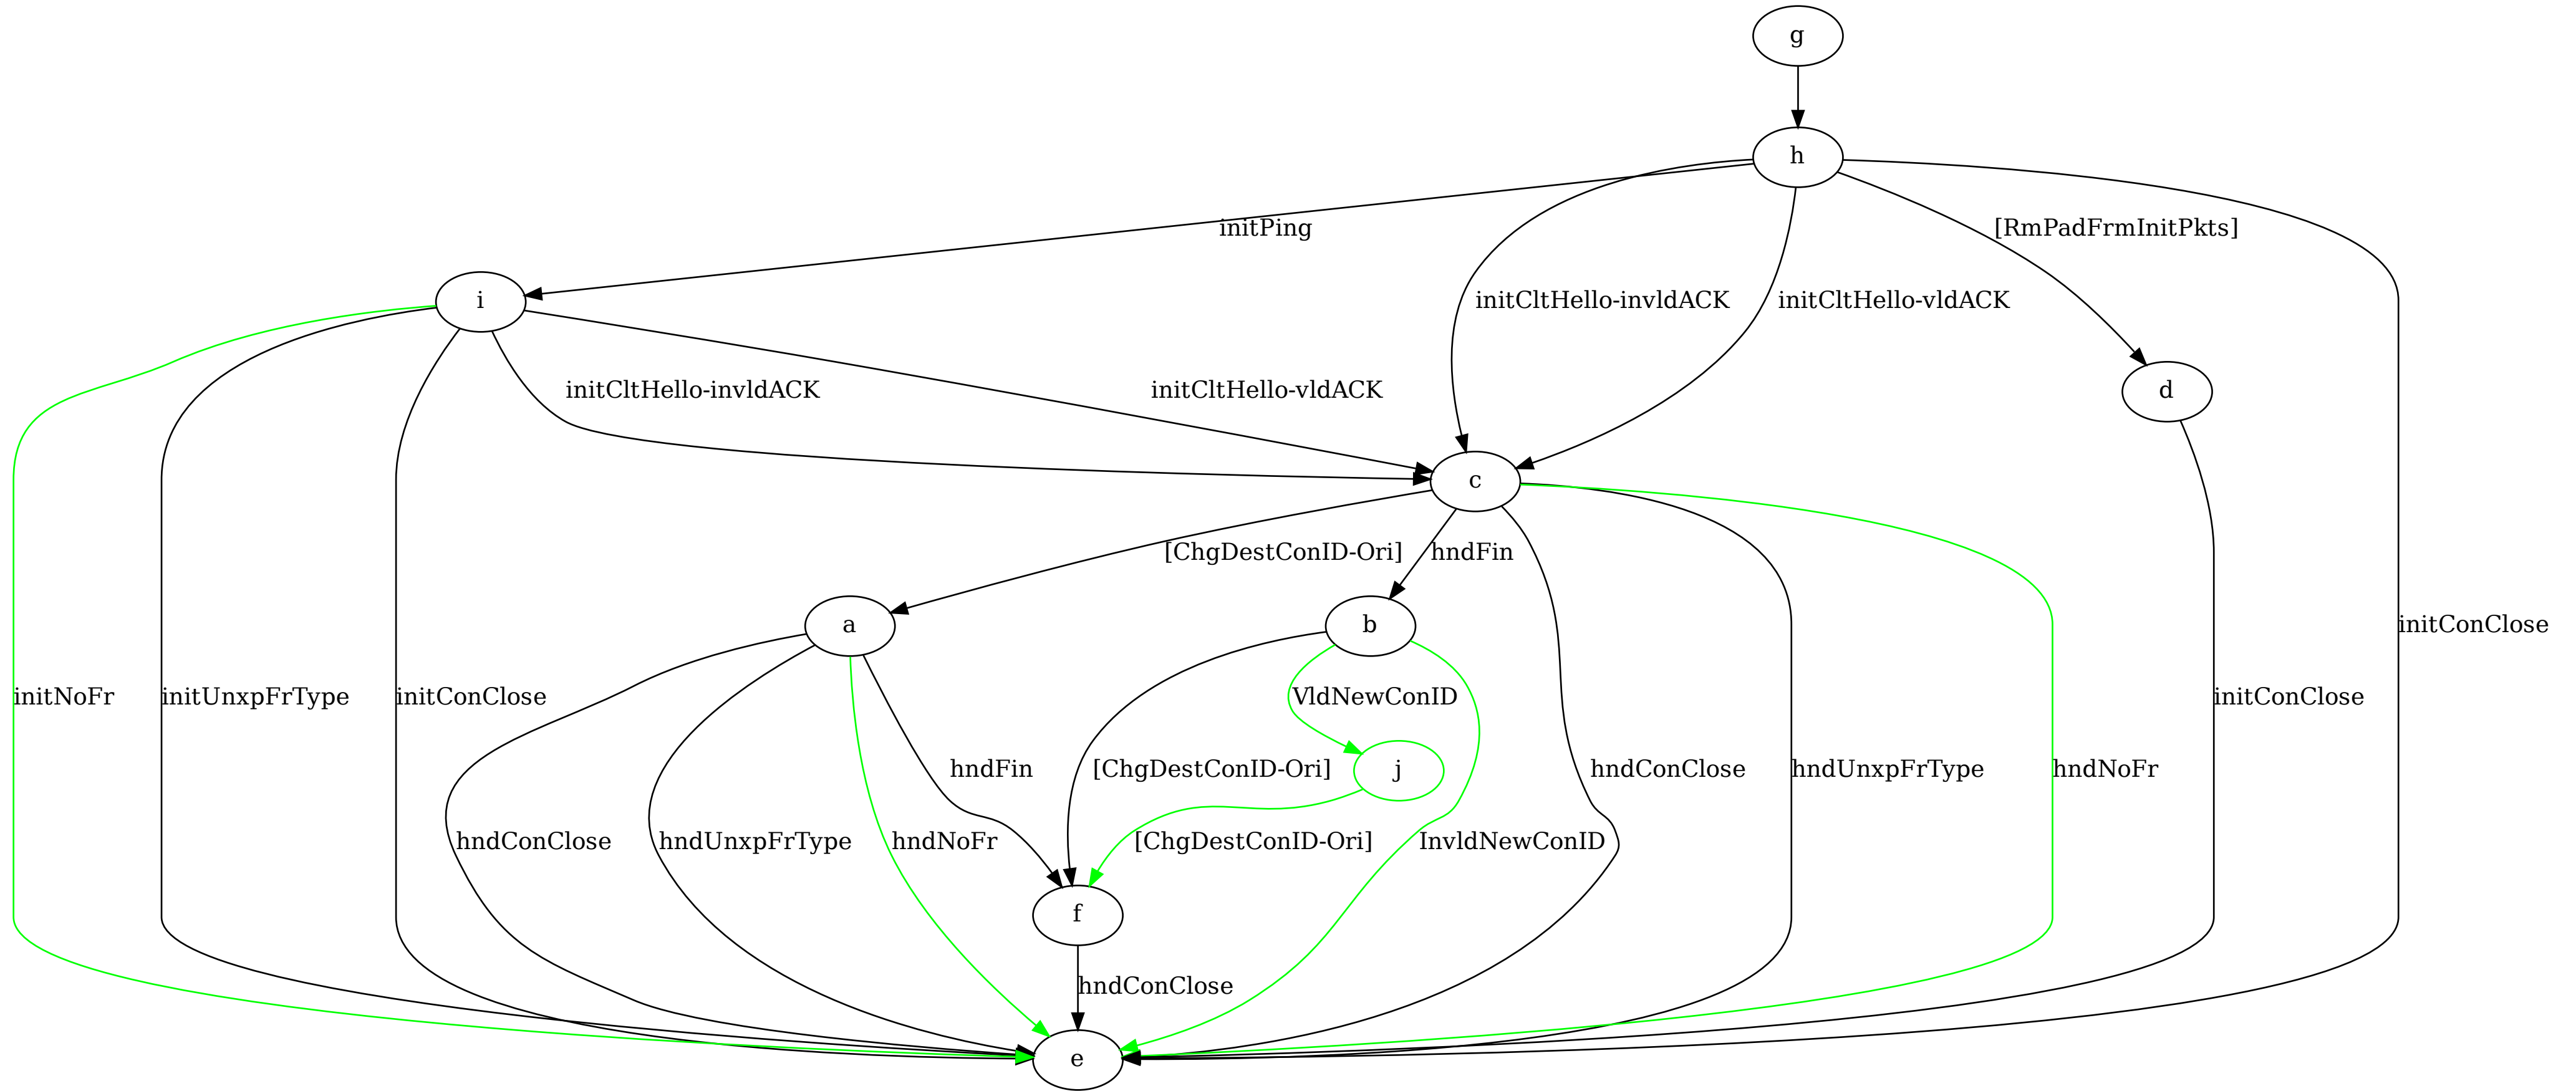 g
h
initPing
[RmPadFrmInitPkts]
i
initCltHello-invldACK
initCltHello-vldACK
initCltHello-invldACK
initCltHello-vldACK
d
c
[ChgDestConID-Ori]
hndFin
a
b
initConClose
initNoFr
initUnxpFrType
initConClose
VldNewConID
initConClose
hndFin
[ChgDestConID-Ori]
j
hndConClose
hndUnxpFrType
hndNoFr
hndConClose
hndUnxpFrType
hndNoFr
[ChgDestConID-Ori]
InvldNewConID
f
hndConClose
e